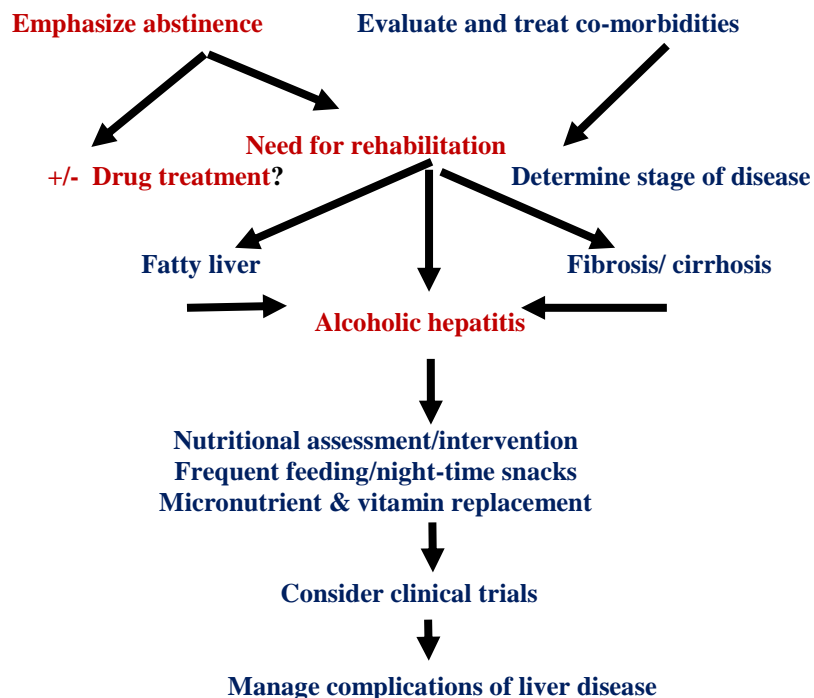 Emphasize abstinence
Evaluate and treat co-morbidities
Need for rehabilitation
+/-  Drug treatment?
Determine stage of disease
Fatty liver
Fibrosis/ cirrhosis
Alcoholic hepatitis
Nutritional assessment/intervention
Frequent feeding/night-time snacks
Micronutrient & vitamin replacement
Consider clinical trials
Manage complications of liver disease